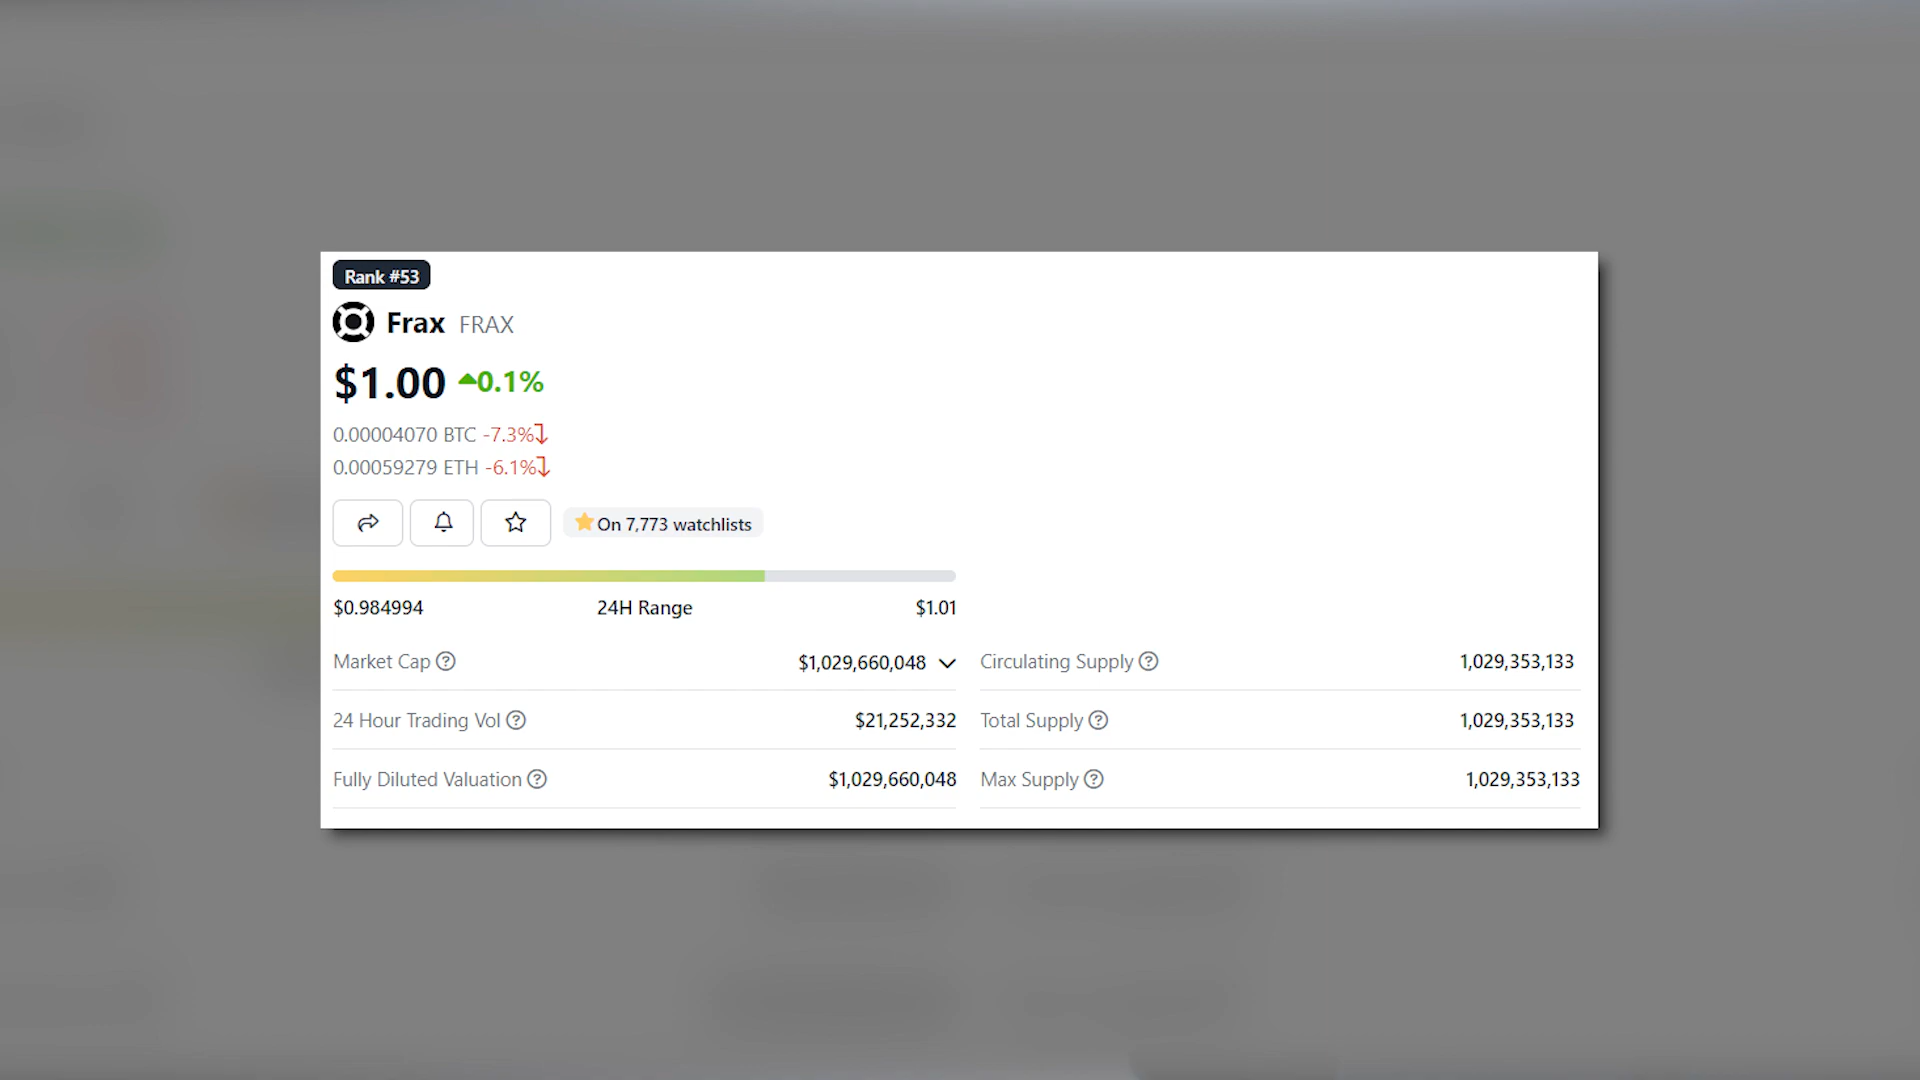 Rank #53
Frax FRAX
$1.00 0.1%
0.00004070 BTC -7.3%
0.00059279 ETH -6.1%
On 7,773 watchlists
$0.984994 24H Range $1.01
Market Cap $1,029,660,048 Circulating Supply 1,029,353,133
24 Hour Trading Vol $21,252,332 Total Supply 1,029,353,133
Fully Diluted Valuation $1,029,660,048 Max Supply 1,029,353,133